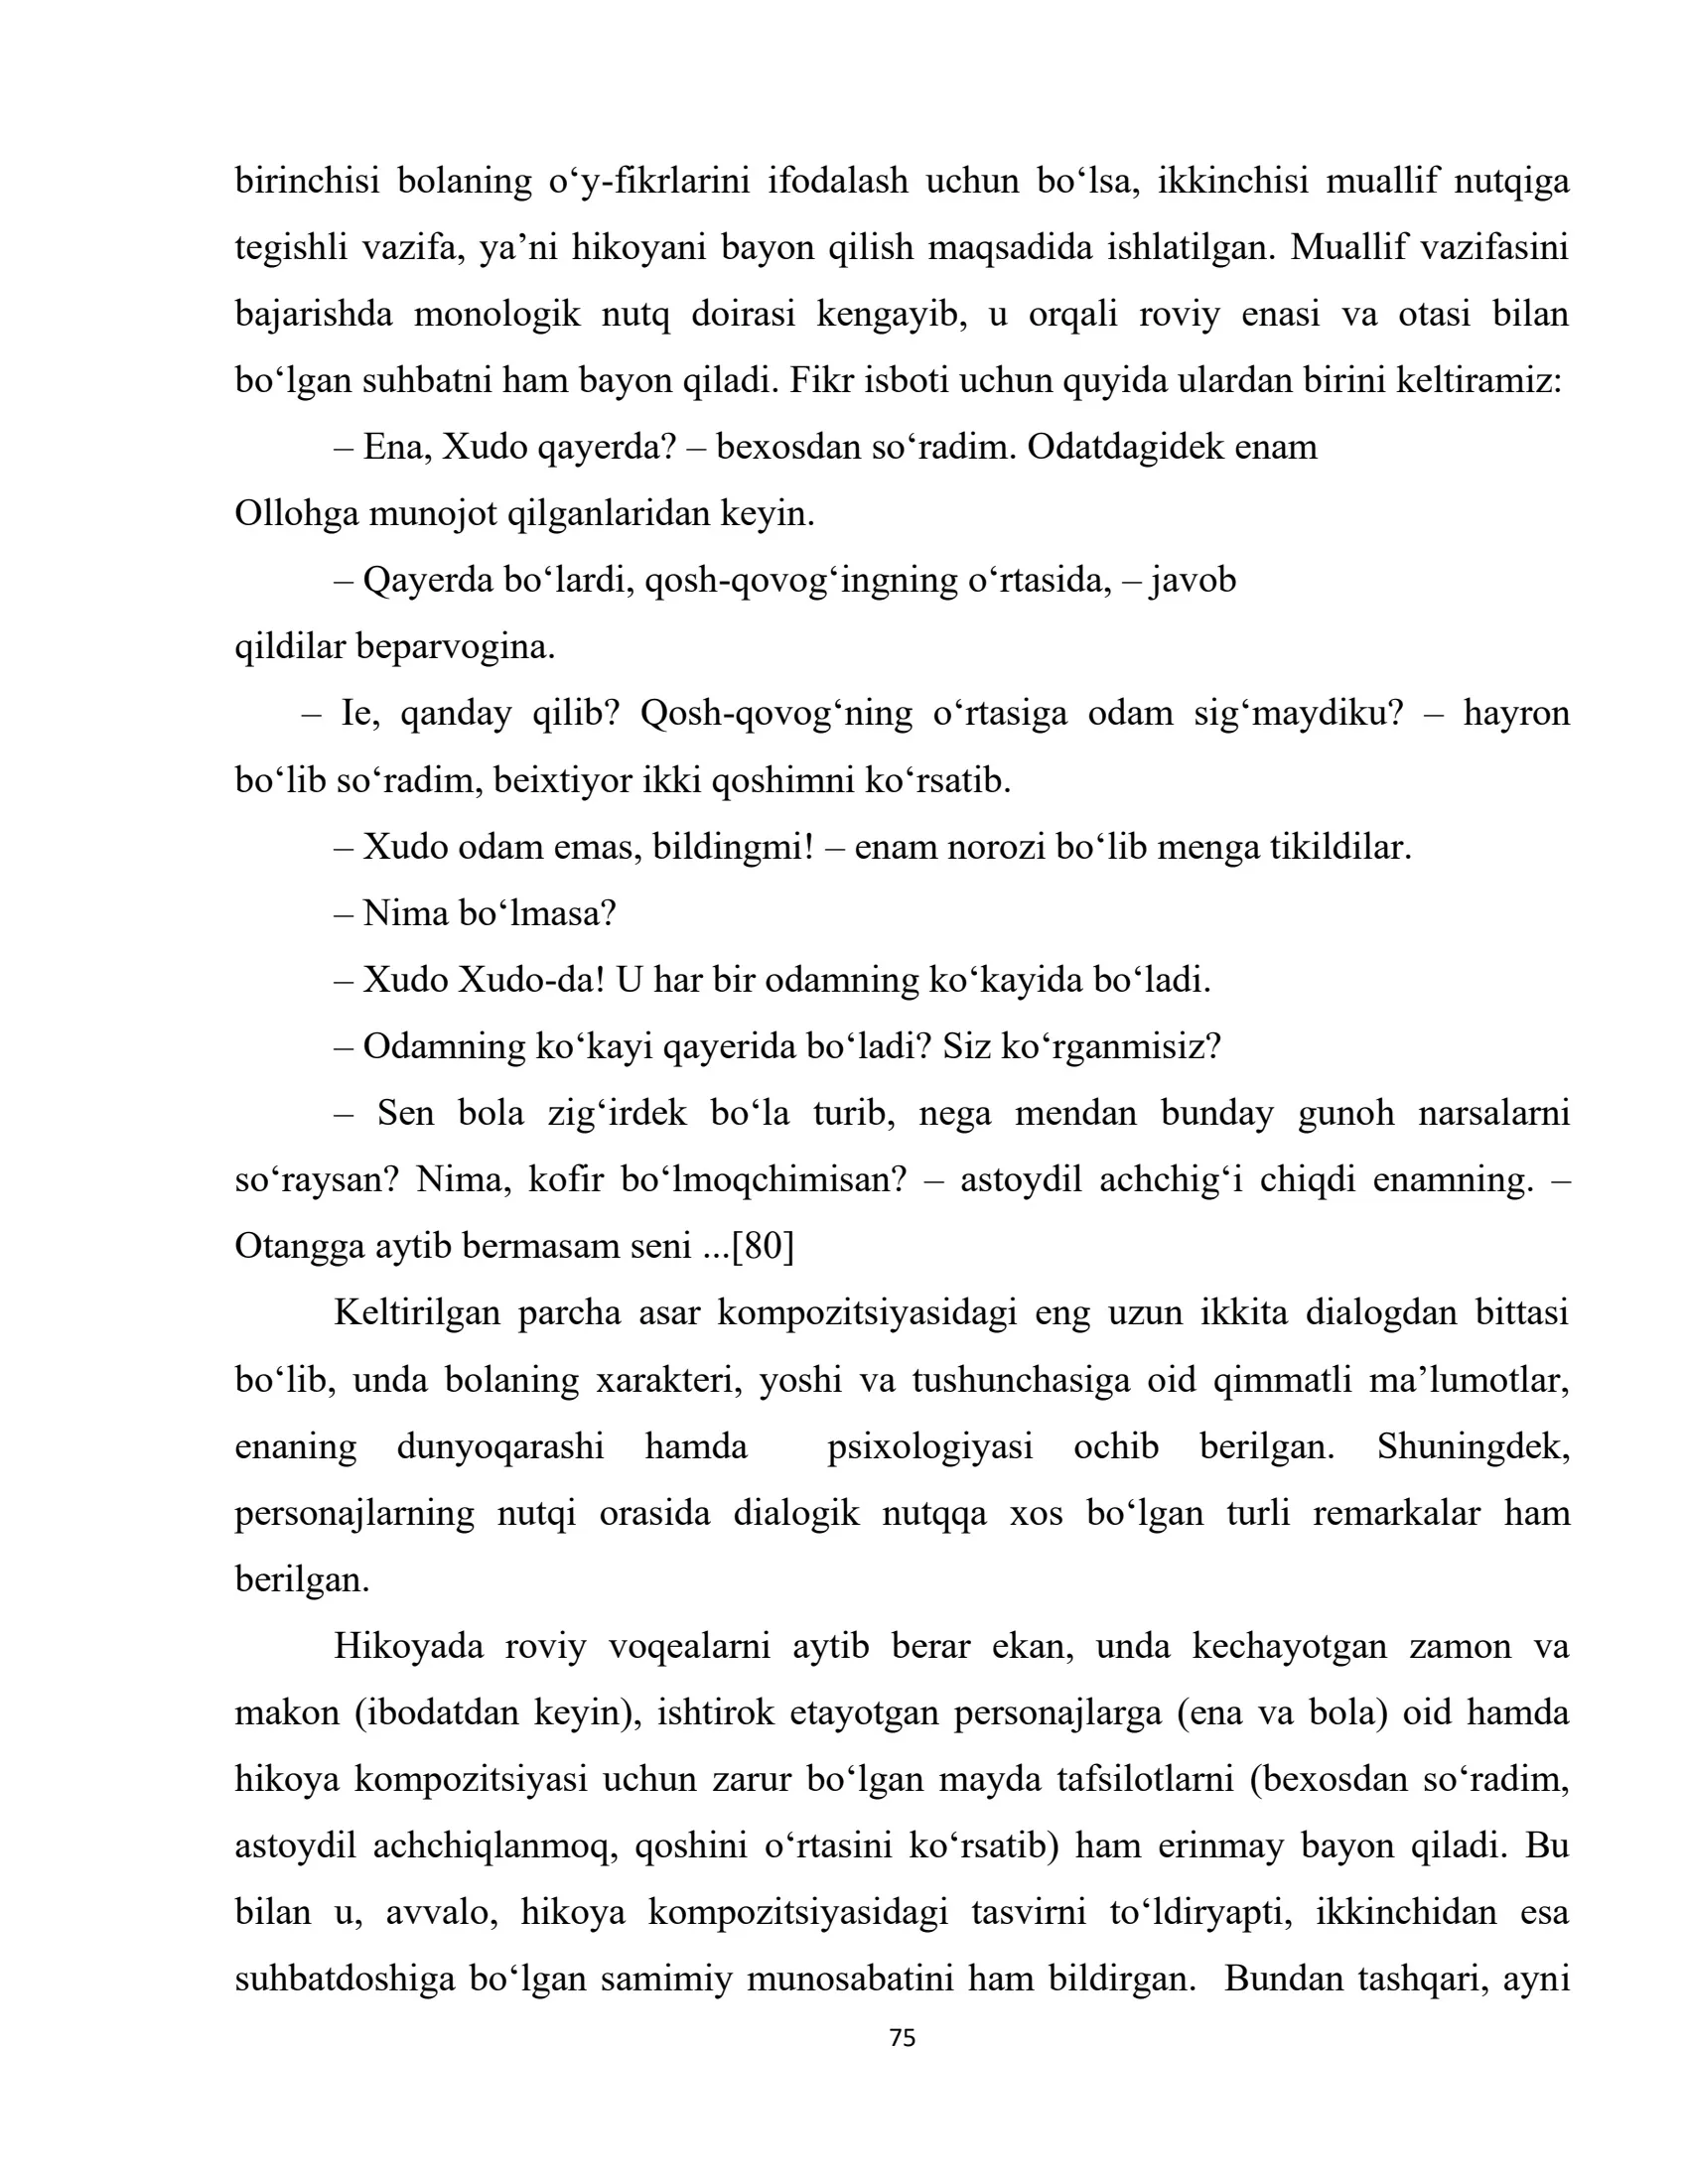 birinchisi bolaning o‘y-fikrlarini ifodalash uchun bo‘lsa, ikkinchisi muallif nutqiga
tegishli vazifa, ya’ni hikoyani bayon qilish maqsadida ishlatilgan. Muallif vazifasini
bajarishda monologik nutq doirasi kengayib, u orqali roviy enasi va otasi bilan
bo‘lgan suhbatni ham bayon qiladi. Fikr isboti uchun quyida ulardan birini keltiramiz:
– Ena, Xudo qayerda? – bexosdan so‘radim. Odatdagidek enam
Ollohga munojot qilganlaridan keyin.
– Qayerda bo‘lardi, qosh-qovog‘ingning o‘rtasida, – javob
qildilar beparvogina.
– Ie, qanday qilib? Qosh-qovog‘ning o‘rtasiga odam sig‘maydiku? – hayron
bo‘lib so‘radim, beixtiyor ikki qoshimni ko‘rsatib.
– Xudo odam emas, bildingmi! – enam norozi bo‘lib menga tikildilar.
– Nima bo‘lmasa?
– Xudo Xudo-da! U har bir odamning ko‘kayida bo‘ladi.
– Odamning ko‘kayi qayerida bo‘ladi? Siz ko‘rganmisiz?
– Sen bola zig‘irdek bo‘la turib, nega mendan bunday gunoh narsalarni
so‘raysan? Nima, kofir bo‘lmoqchimisan? – astoydil achchig‘i chiqdi enamning. –
Otangga aytib bermasam seni ...[80]
Keltirilgan parcha asar kompozitsiyasidagi eng uzun ikkita dialogdan bittasi
bo‘lib, unda bolaning xarakteri, yoshi va tushunchasiga oid qimmatli ma’lumotlar,
enaning dunyoqarashi hamda psixologiyasi ochib berilgan. Shuningdek,
personajlarning nutqi orasida dialogik nutqqa xos bo‘lgan turli remarkalar ham
berilgan.
Hikoyada roviy voqealarni aytib berar ekan, unda kechayotgan zamon va
makon (ibodatdan keyin), ishtirok etayotgan personajlarga (ena va bola) oid hamda
hikoya kompozitsiyasi uchun zarur bo‘lgan mayda tafsilotlarni (bexosdan so‘radim,
astoydil achchiqlanmoq, qoshini o‘rtasini ko‘rsatib) ham erinmay bayon qiladi. Bu
bilan u, avvalo, hikoya kompozitsiyasidagi tasvirni to‘ldiryapti, ikkinchidan esa
suhbatdoshiga bo‘lgan samimiy munosabatini ham bildirgan. Bundan tashqari, ayni
75